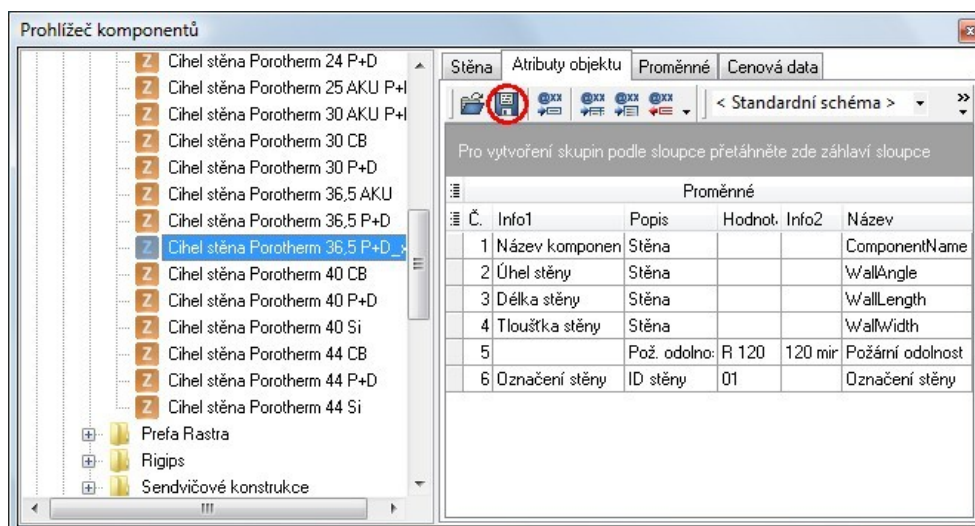 Prohlížeč komponentů
Cihel stěna Porotherm 24 P+D
Cihel stěna Porotherm 25 AKU P+
Cihel stěna Porotherm 30 AKU P+
Cihel stěna Porotherm 30 CB
Cihel stěna Porotherm 30 P+D
Cihel stěna Porotherm 36,5 AKU
Cihel stěna Porotherm 36,5 P+D
Cihel stěna Porotherm 36,5 P+D_x
Cihel stěna Porotherm 40 CB
Cihel stěna Porotherm 40 P+D
Cihel stěna Porotherm 40 Si
Cihel stěna Porotherm 44 CB
Cihel stěna Porotherm 44 P+D
Cihel stěna Porotherm 44 Si
Prefa Rastra
Rigips
Sendvičové konstrukce
Stěna Atributy objektu Proměnné Cenová data
@xx @xx @xx @xx < Standardní schéma >
Pro vytvoření skupin podle sloupce přetáhněte zde záhlaví sloupce
Proměnné
Č. Info1 Popis Hodnot. Info2 Název
1 Název komponen Stěna ComponentName
2 Úhel stěny Stěna WallAngle
3 Délka stěny Stěna WallLength
4 Tloušťka stěny Stěna WallWidth
5 Pož. odolno: R 120 120 min Požární odolnost
6 Označení stěny ID stěny 01 Označení stěny